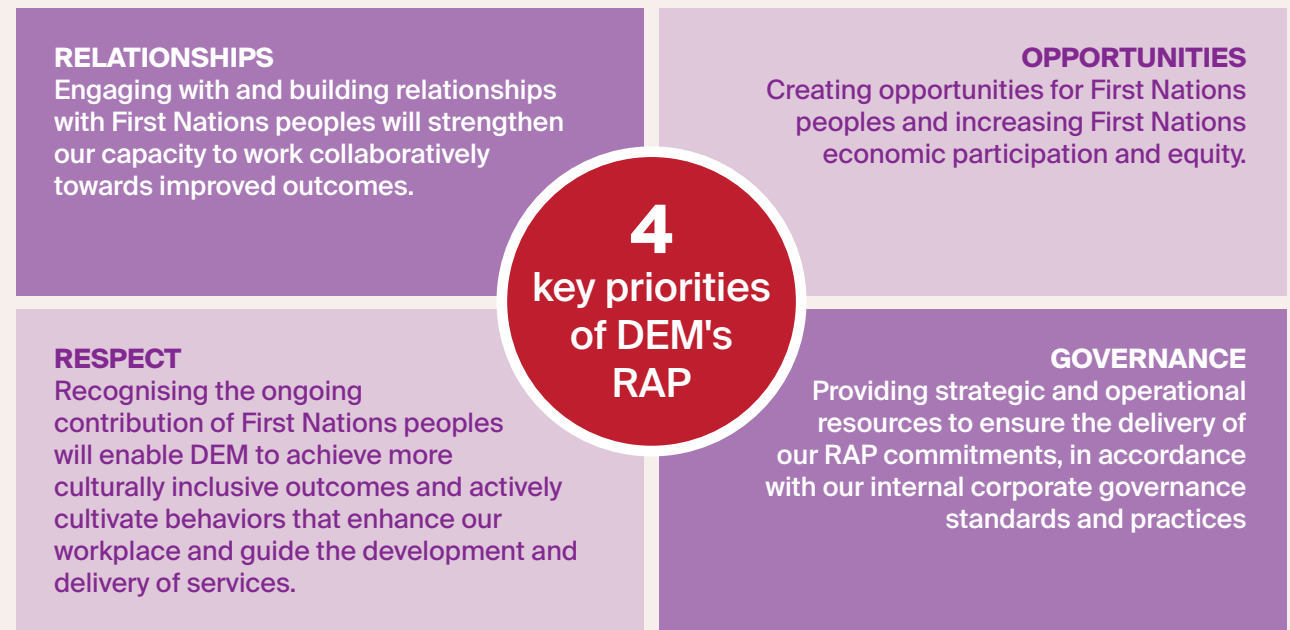 RELATIONSHIPS
Engaging with and building relationships
with First Nations peoples will strengthen
our capacity to work collaboratively
towards improved outcomes.
OPPORTUNITIES
Creating opportunities for First Nations
peoples and increasing First Nations
economic participation and equity.
4
key priorities
of DEM's
RAP
RESPECT
Recognising the ongoing
contribution of First Nations peoples
will enable DEM to achieve more
culturally inclusive outcomes and actively
cultivate behaviors that enhance our
workplace and guide the development and
delivery of services.
GOVERNANCE
Providing strategic and operational
resources to ensure the delivery of
our RAP commitments, in accordance
with our internal corporate governance
standards and practices